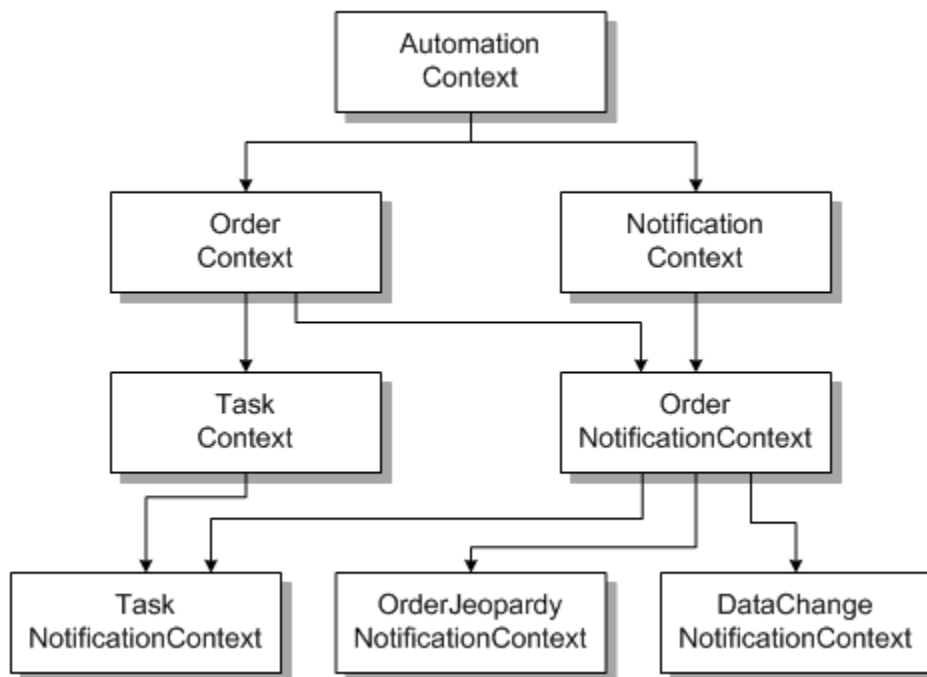 Automation
Context
Order
Context
Notification
Context
Task
Context
Order
NotificationContext
Task
NotificationContext
OrderJeopardy
NotificationContext
DataChange
NotificationContext